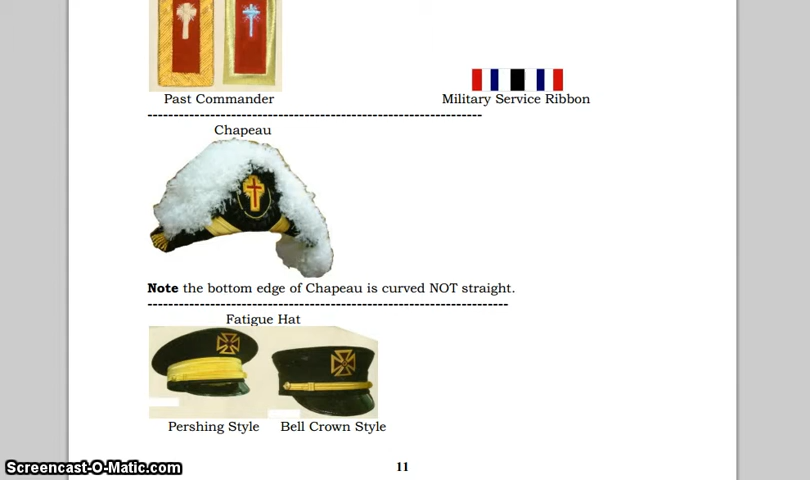 Past Commander
Military Service Ribbon
----------------------------------------------------------------
Chapeau
Note the bottom edge of Chapeau is curved NOT straight.
---------------------------------------------------------------------
Fatigue Hat
Pershing Style
Bell Crown Style
11
Screencast-O-Matic.com